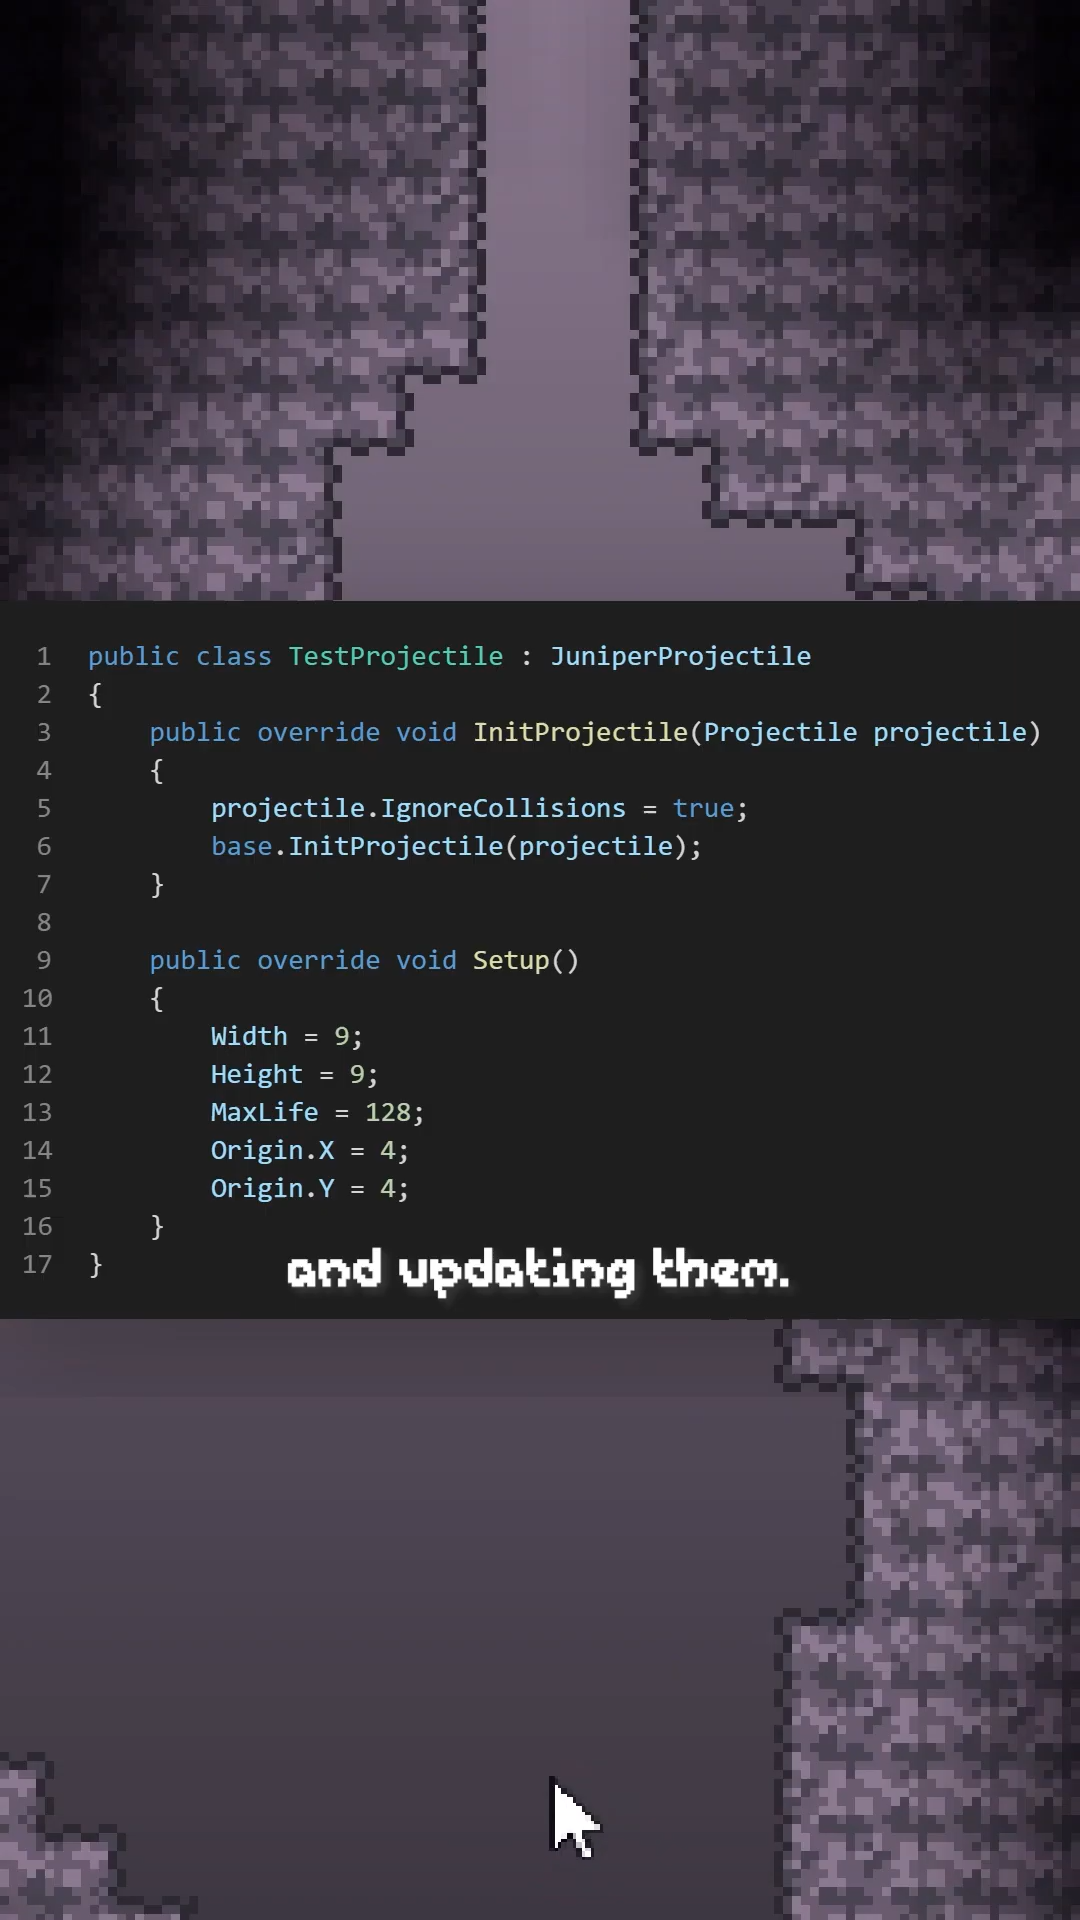 1 public class TestProjectile : JuniperProjectile
2 {
3     public override void InitProjectile(Projectile projectile)
4     {
5         projectile.IgnoreCollisions = true;
6         base.InitProjectile(projectile);
7     }
8
9     public override void Setup()
10     {
11         Width = 9;
12         Height = 9;
13         MaxLife = 128;
14         Origin.X = 4;
15         Origin.Y = 4;
16     }
17 }
and updating them.